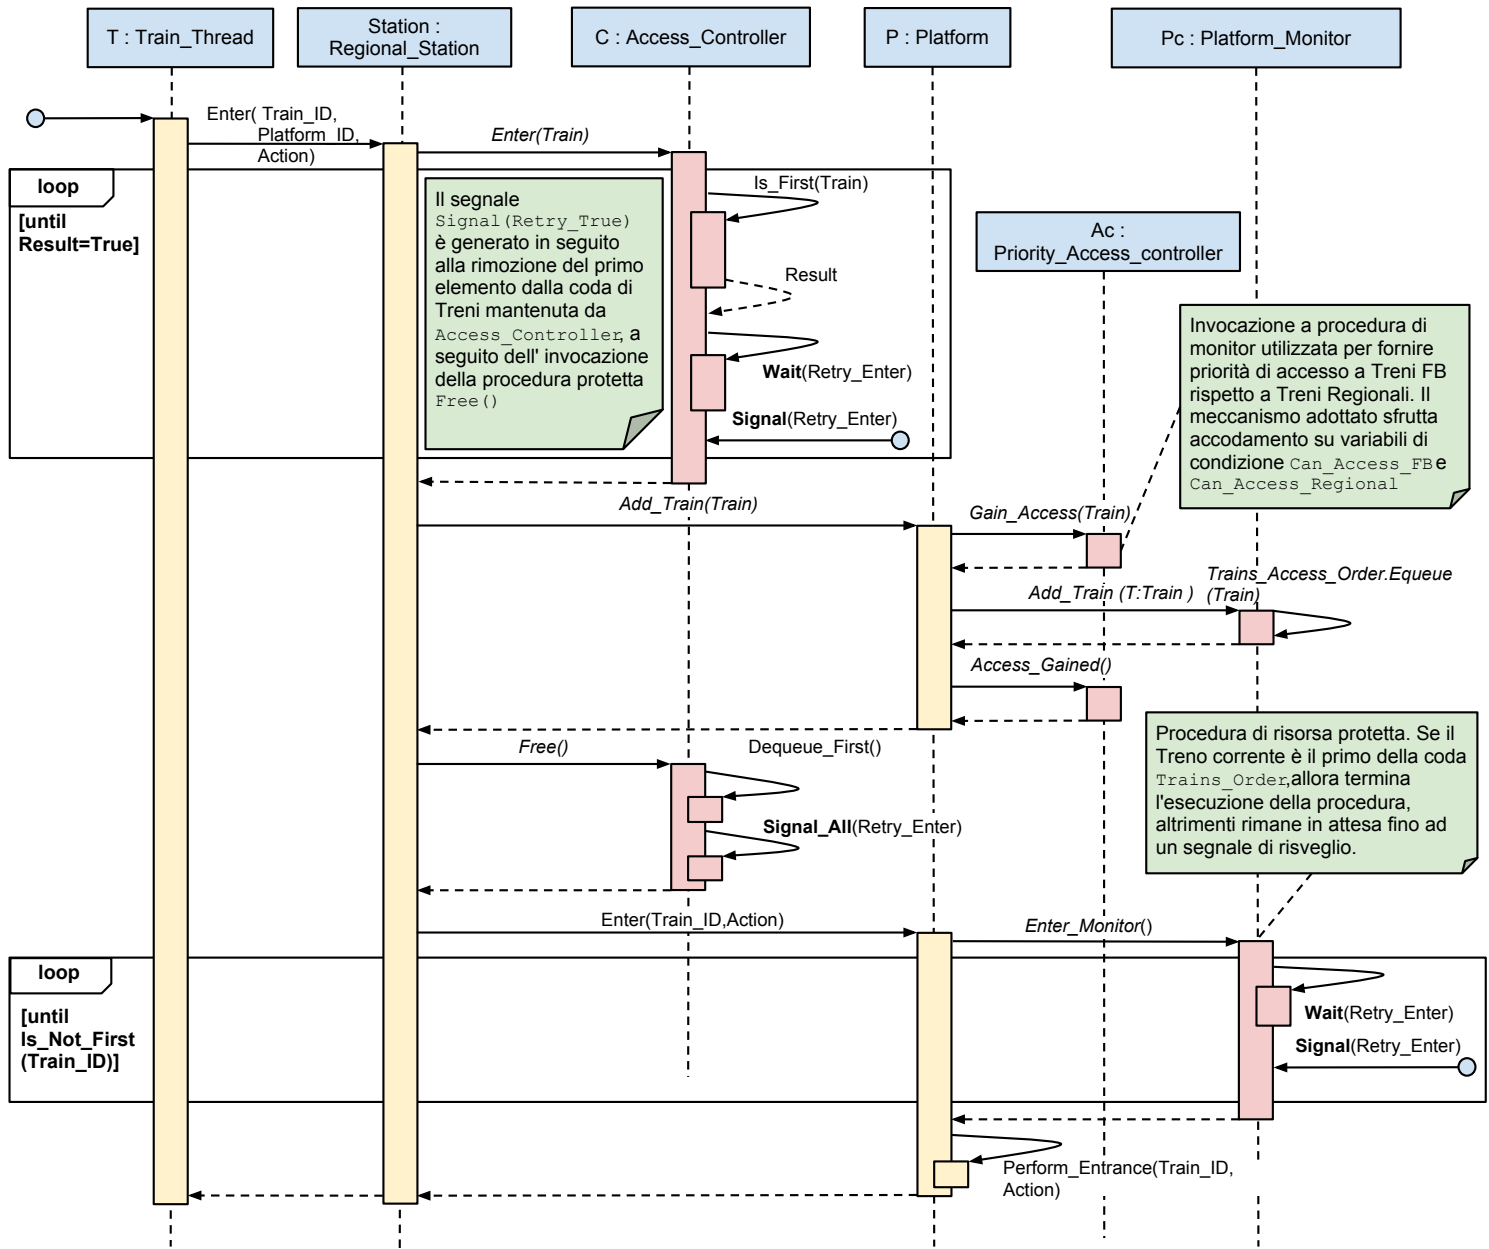 T : Train_Thread
Station :
Regional_Station
C : Access_Controller
P : Platform
Pc : Platform_Monitor
Enter( Train_ID,
Platform_ID,
Action)
Enter(Train)
loop
[until
Result=True]
Il segnale
Signal(Retry_True)
è generato in seguito
alla rimozione del primo
elemento dalla coda di
Treni mantenuta da
Access_Controller, a
seguito dell' invocazione
della procedura protetta
Free()
Is_First(Train)
Result
Wait(Retry_Enter)
Signal(Retry_Enter)
Ac :
Priority_Access_controller
Invocazione a procedura di
monitor utilizzata per fornire
priorità di accesso a Treni FB
rispetto a Treni Regionali. Il
meccanismo adottato sfrutta
accodamento su variabili di
condizione Can_Access_FB e
Can_Access_Regional
Add_Train(Train)
Gain_Access(Train)
Add_Train (T:Train )
Trains_Access_Order.Equeue
(Train)
Access_Gained()
Free()
Dequeue_First()
Signal_All(Retry_Enter)
Procedura di risorsa protetta. Se il
Treno corrente è il primo della coda
Trains_Order,allora termina
l'esecuzione della procedura,
altrimenti rimane in attesa fino ad
un segnale di risveglio.
Enter(Train_ID,Action)
Enter_Monitor()
loop
[until
Is_Not_First
(Train_ID)]
Wait(Retry_Enter)
Signal(Retry_Enter)
Perform_Entrance(Train_ID,
Action)